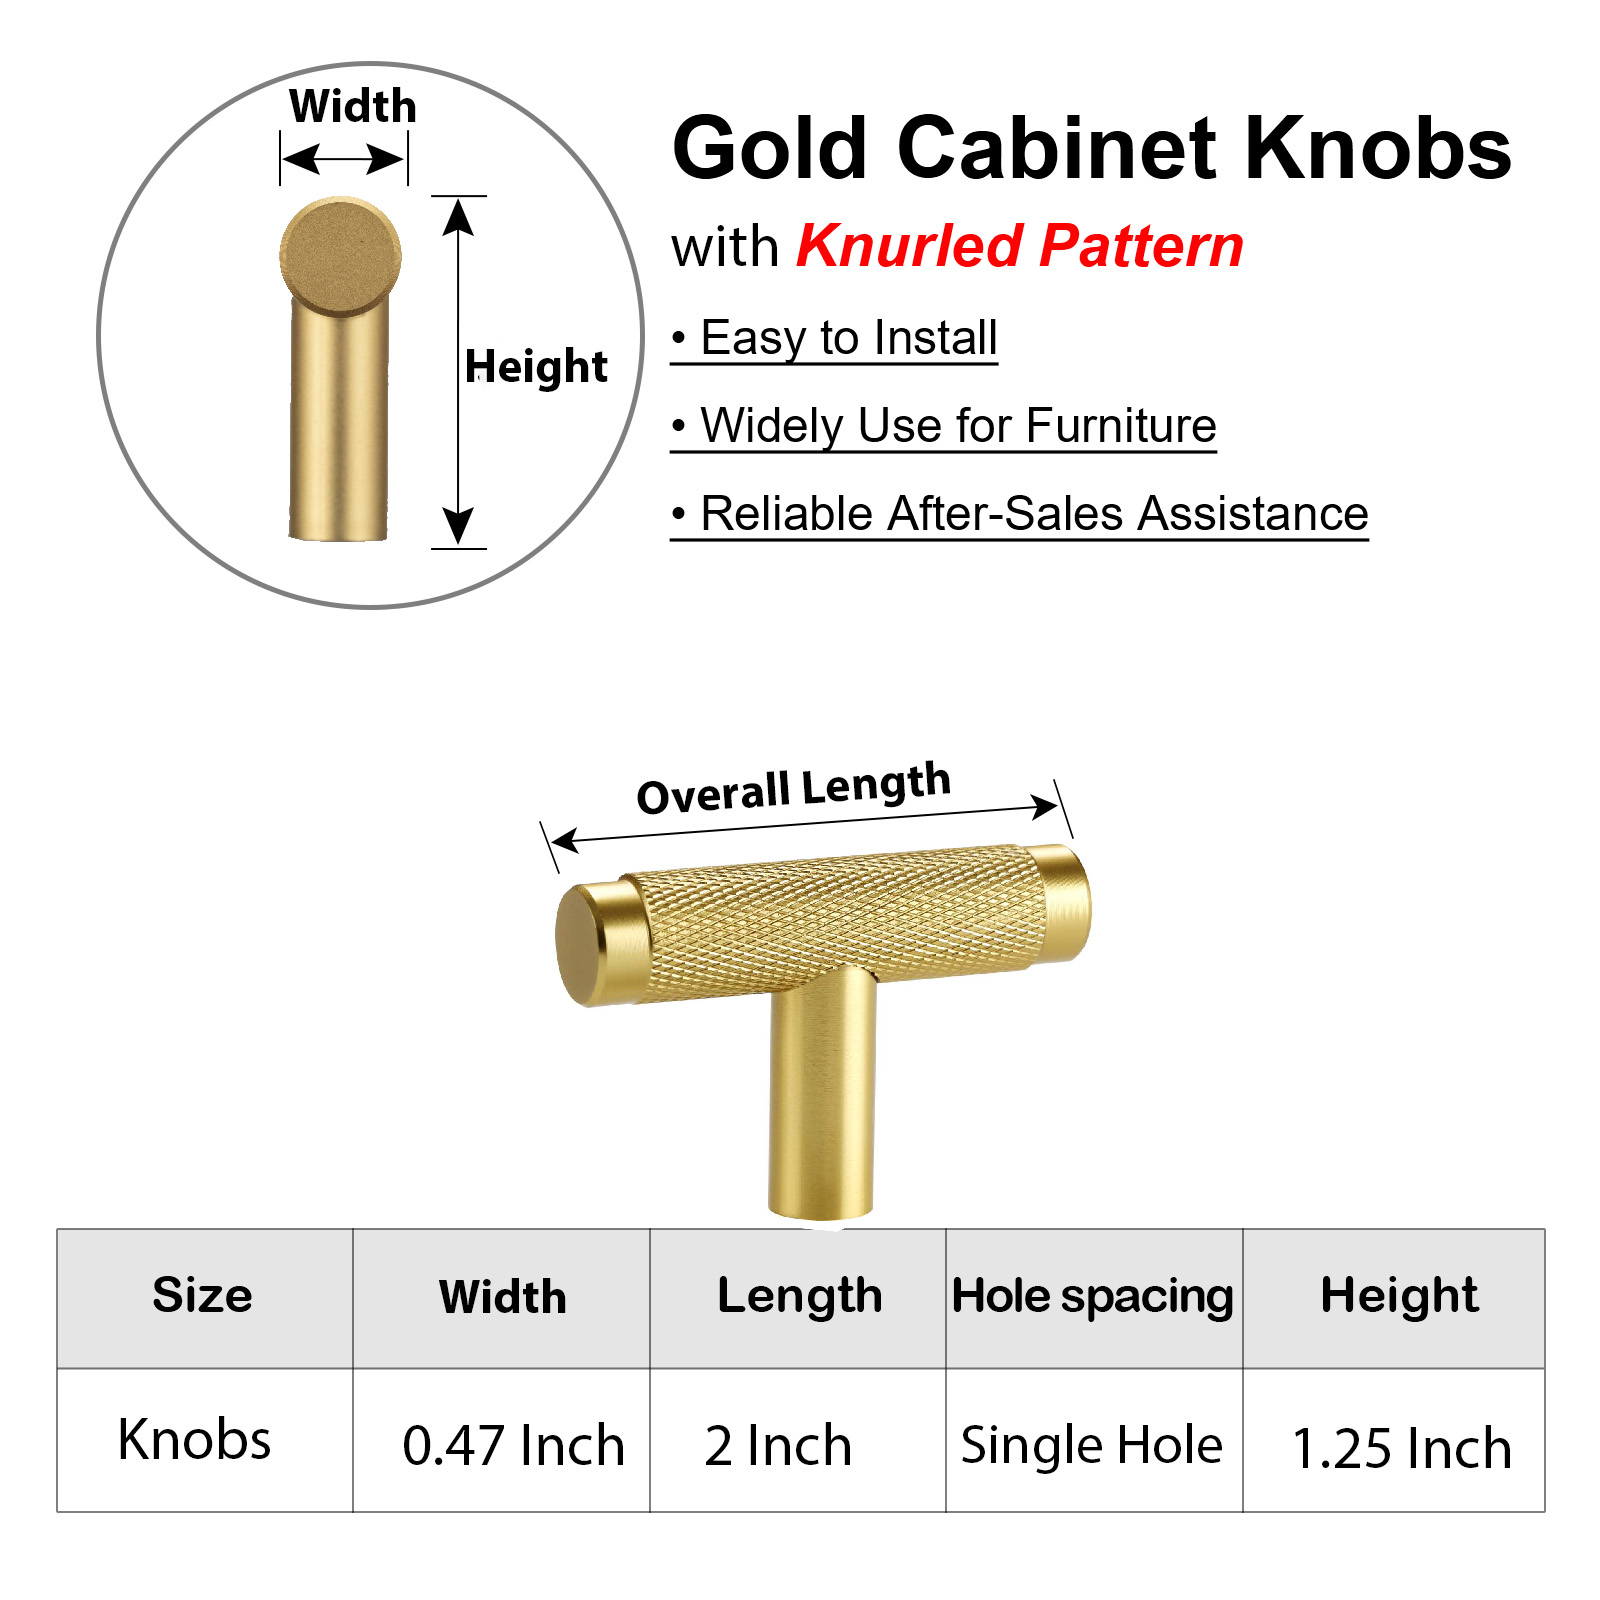 Width
Height
Gold Cabinet Knobs
with Knurled Pattern
• Easy to Install
• Widely Use for Furniture
• Reliable After-Sales Assistance
Overall Length
Size Width Length Hole spacing Height
Knobs 0.47 Inch 2 Inch Single Hole 1.25 Inch